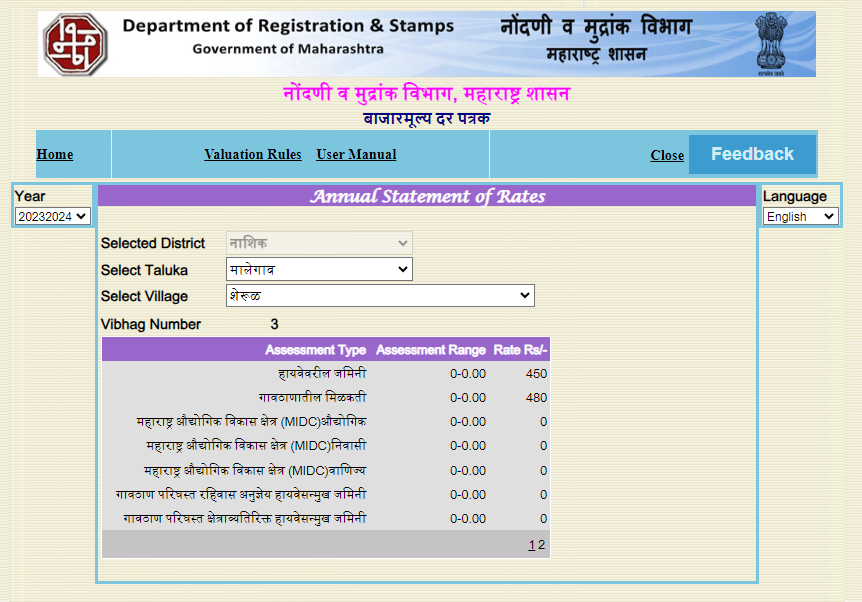 Department of Registration & Stamps
Government of Maharashtra
नोंदणी व मुद्रांक विभाग
महाराष्ट्र शासन
नोंदणी व मुद्रांक विभाग, महाराष्ट्र शासन
बाजारमूल्य दर पत्रक
Home Valuation Rules User Manual Close Feedback
Year
20232024
Annual Statement of Rates
Language
English
Selected District नाशिक
Select Taluka मालेगाव
Select Village शेरूळ
Vibhag Number 3
Assessment Type Assessment Range Rate Rs/-
हायवेवरील जमिनी 0-0.00 450
गावठाणातील मिळकती 0-0.00 480
महाराष्ट्र औद्योगिक विकास क्षेत्र (MIDC)औद्योगिक 0-0.00 0
महाराष्ट्र औद्योगिक विकास क्षेत्र (MIDC)निवासी 0-0.00 0
महाराष्ट्र औद्योगिक विकास क्षेत्र (MIDC)वाणिज्य 0-0.00 0
गावठाण परिघस्त रहिवास अनुज्ञेय हायवेसन्मुख जमिनी 0-0.00 0
गावठाण परिघस्त क्षेत्राव्यतिरिक्त हायवेसन्मुख जमिनी 0-0.00 0
1 2